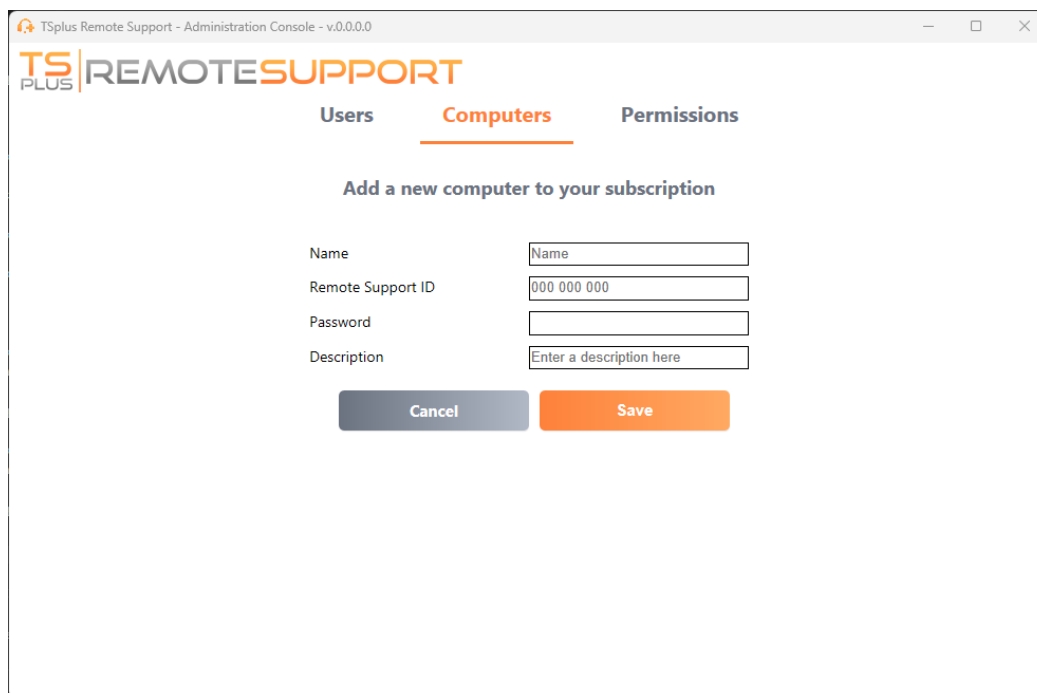 TSplus Remote Support - Administration Console - v.0.0.0.0
TS PLUS REMOTESUPPORT
Users Computers Permissions
Add a new computer to your subscription
Name Name
Remote Support ID 000 000 000
Password
Description Enter a description here
Cancel Save